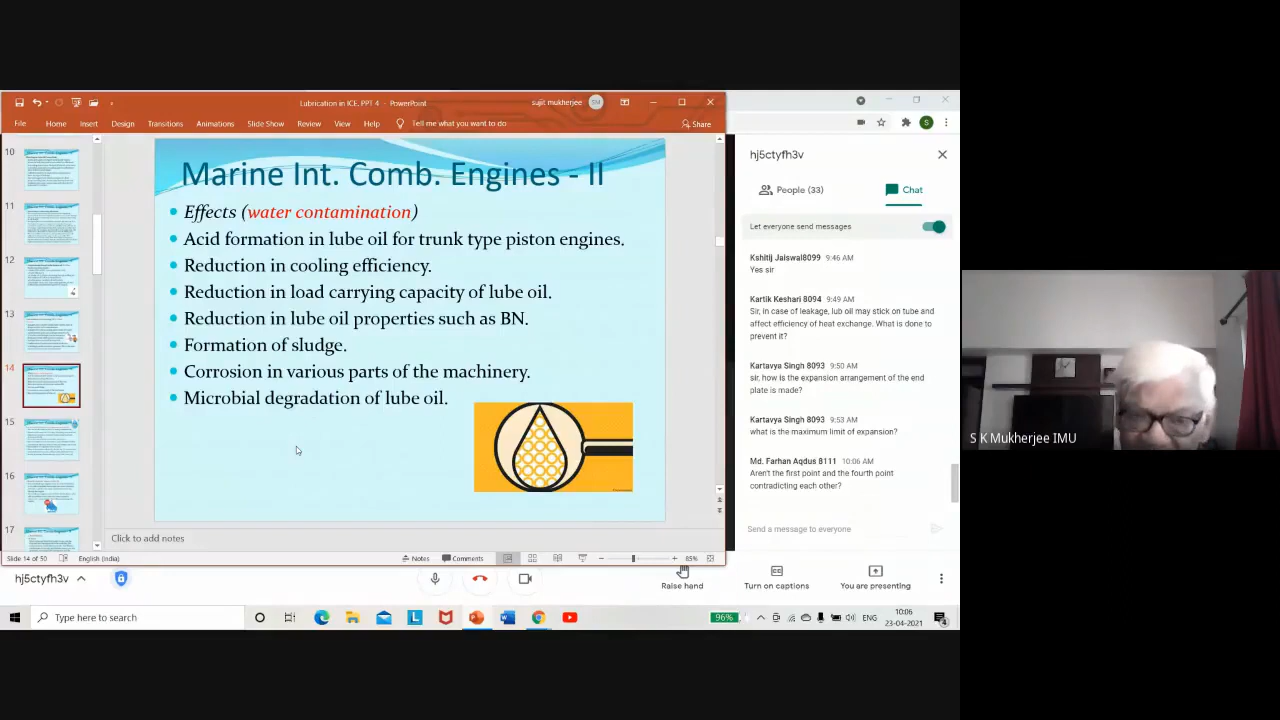 Lubrication in ICE. PPT 4 - PowerPoint
sujit mukherjee
SM
File
Home
Insert
Design
Transitions
Animations
Slide Show
Review
View
Help
Tell me what you want to do
Share
10
11
12
13
14
15
16
17
Marine Int. Comb. Engines - II
• Effects (water contamination)
• Acid formation in lube oil for trunk type piston engines.
• Reduction in cooling efficiency.
• Reduction in load carrying capacity of lube oil.
• Reduction in lube oil properties such as BN.
• Formation of sludge.
• Corrosion in various parts of the machinery.
• Microbial degradation of lube oil.
Click to add notes
Slide 14 of 50
English (India)
Notes
Comments
85%
S
hj5ctyfh3v
People (33)
Chat
Let everyone send messages
Kshitij Jaiswal8099 9:46 AM
Yes sir
Kartik Keshari 8094 9:49 AM
Sir, in case of leakage, lub oil may stick on tube
and affect efficiency of heat exchange. What is done to
prevent it?
Kartavya Singh 8093 9:50 AM
sir, how is the expansion arrangement of the end
plate is made?
Kartavya Singh 8093 9:53 AM
what is the maximum limit of expansion?
Md. Farhan Aqdus 8111 10:06 AM
Aren't the first point and the fourth point
contradicting each other?
Send a message to everyone
S K Mukherjee IMU
hj5ctyfh3v
Raise hand
Turn on captions
You are presenting
Type here to search
96%
ENG
10:06
23-04-2021
4